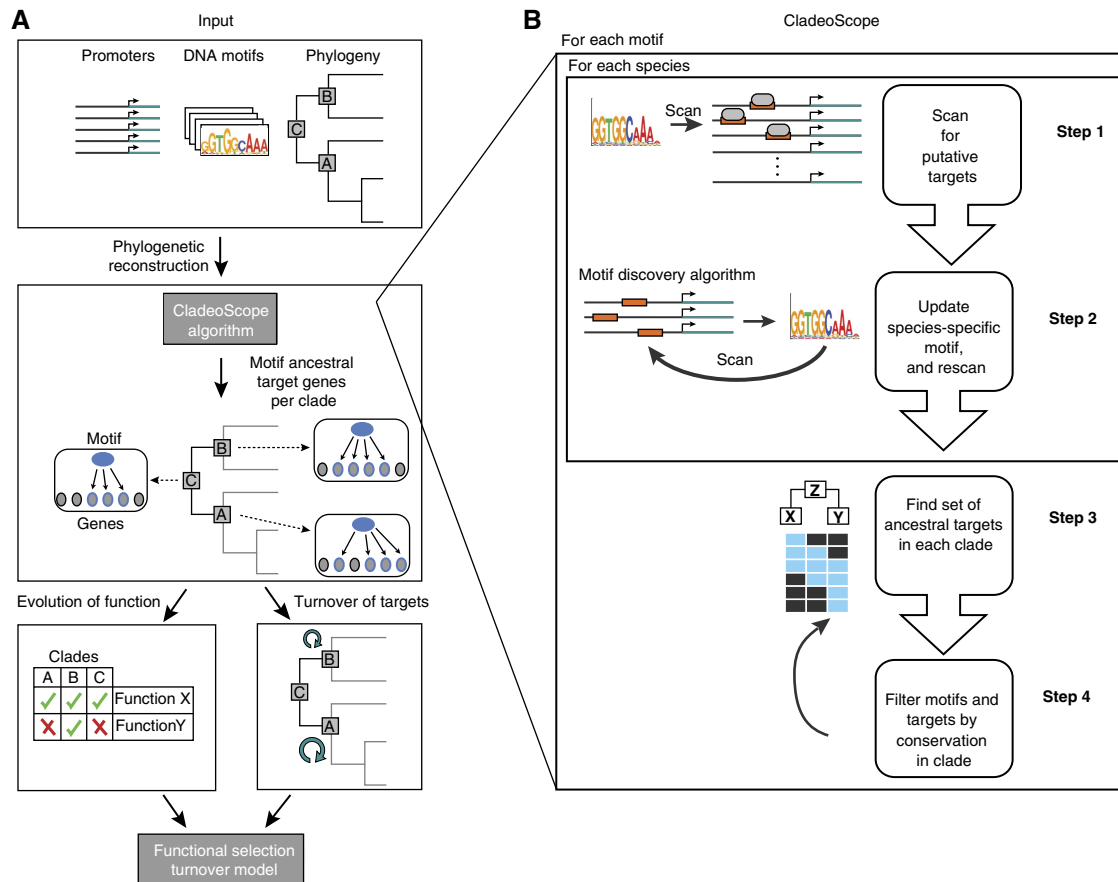 A
Input
Promoters
DNA motifs
Phylogeny
GGTGGCAAA
B
C
A
Phylogenetic
reconstruction
CladeoScope
algorithm
Motif ancestral
target genes
per clade
Motif
Genes
B
C
A
Evolution of function
Turnover of targets
Clades
A B C
Function X
FunctionY
B
C
A
Functional selection
turnover model
B
CladeoScope
For each motif
For each species
GGTGGCAAA
Scan
Scan
for
putative
targets
Step 1
Motif discovery algorithm
GGTGGCAAA
Scan
Update
species-specific
motif,
and rescan
Step 2
Z
X Y
Find set of
ancestral targets
in each clade
Step 3
Filter motifs and
targets by
conservation
in clade
Step 4